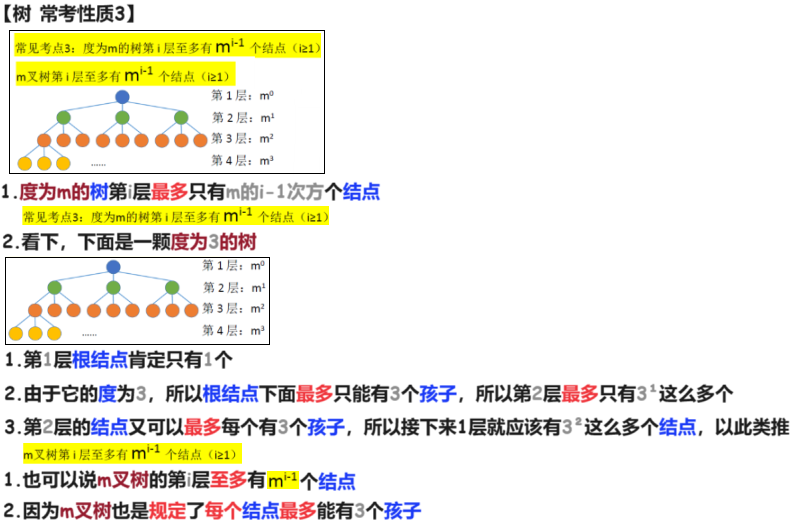 【树 常考性质3】
常见考点3：度为m的树第 i 层至多有 mⁱ⁻¹ 个结点（i≥1）
m叉树第 i 层至多有 mⁱ⁻¹ 个结点（i≥1）
第 1 层：m⁰
第 2 层：m¹
第 3 层：m²
第 4 层：m³
......
1.度为m的树第i层最多只有m的i-1次方个结点
常见考点3：度为m的树第 i 层至多有 mⁱ⁻¹ 个结点（i≥1）
2.看下，下面是一颗度为3的树
第 1 层：m⁰
第 2 层：m¹
第 3 层：m²
第 4 层：m³
......
1.第1层根结点肯定只有1个
2.由于它的度为3，所以根结点下面最多只能有3个孩子，所以第2层最多只有3¹这么多个
3.第2层的结点又可以最多每个有3个孩子，所以接下来1层就应该有3²这么多个结点，以此类推
m叉树第 i 层至多有 mⁱ⁻¹ 个结点（i≥1）
1.也可以说m叉树的第i层至多有mⁱ⁻¹个结点
2.因为m叉树也是规定了每个结点最多能有3个孩子